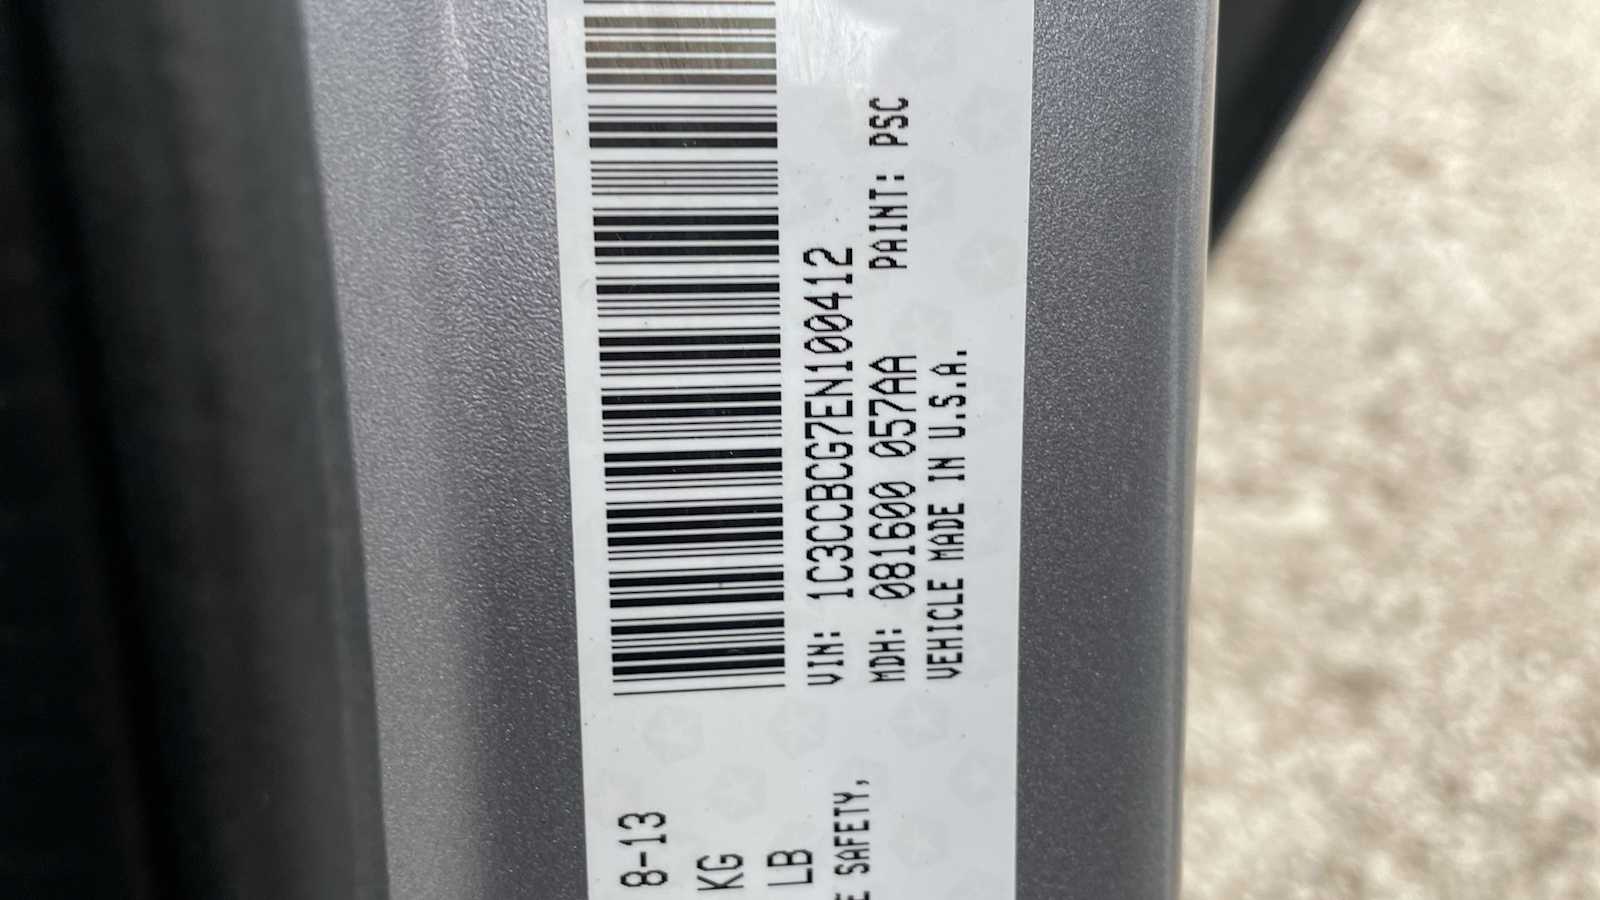 8-13
KG
LB
E SAFETY,
VIN: 1C3CCBCG7EN100412
MDH: 081600 057AA PAINT: PSC
VEHICLE MADE IN U.S.A.